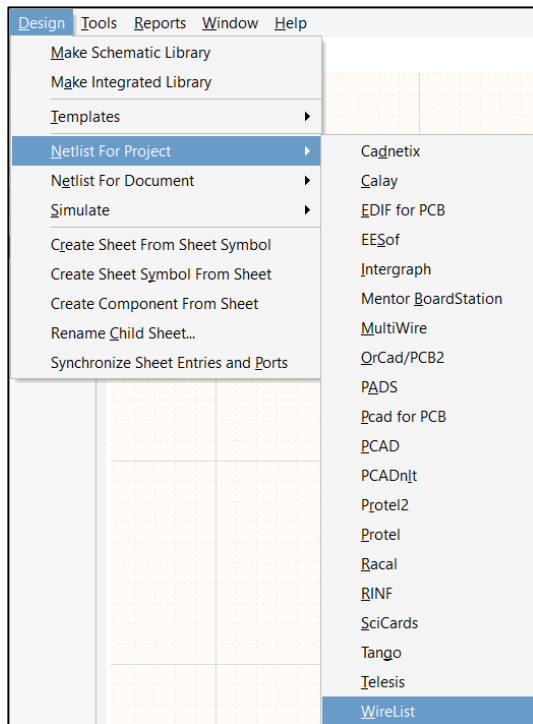 Design Tools Reports Window Help
Make Schematic Library
Make Integrated Library
Templates
Netlist For Project
Netlist For Document
Simulate
Create Sheet From Sheet Symbol
Create Sheet Symbol From Sheet
Create Component From Sheet
Rename Child Sheet...
Synchronize Sheet Entries and Ports
Cadnetix
Calay
EDIF for PCB
EESof
Intergraph
Mentor BoardStation
MultiWire
OrCad/PCB2
PADS
Pcad for PCB
PCAD
PCADnlt
Protel2
Protel
Racal
RINF
SciCards
Tango
Telesis
WireList